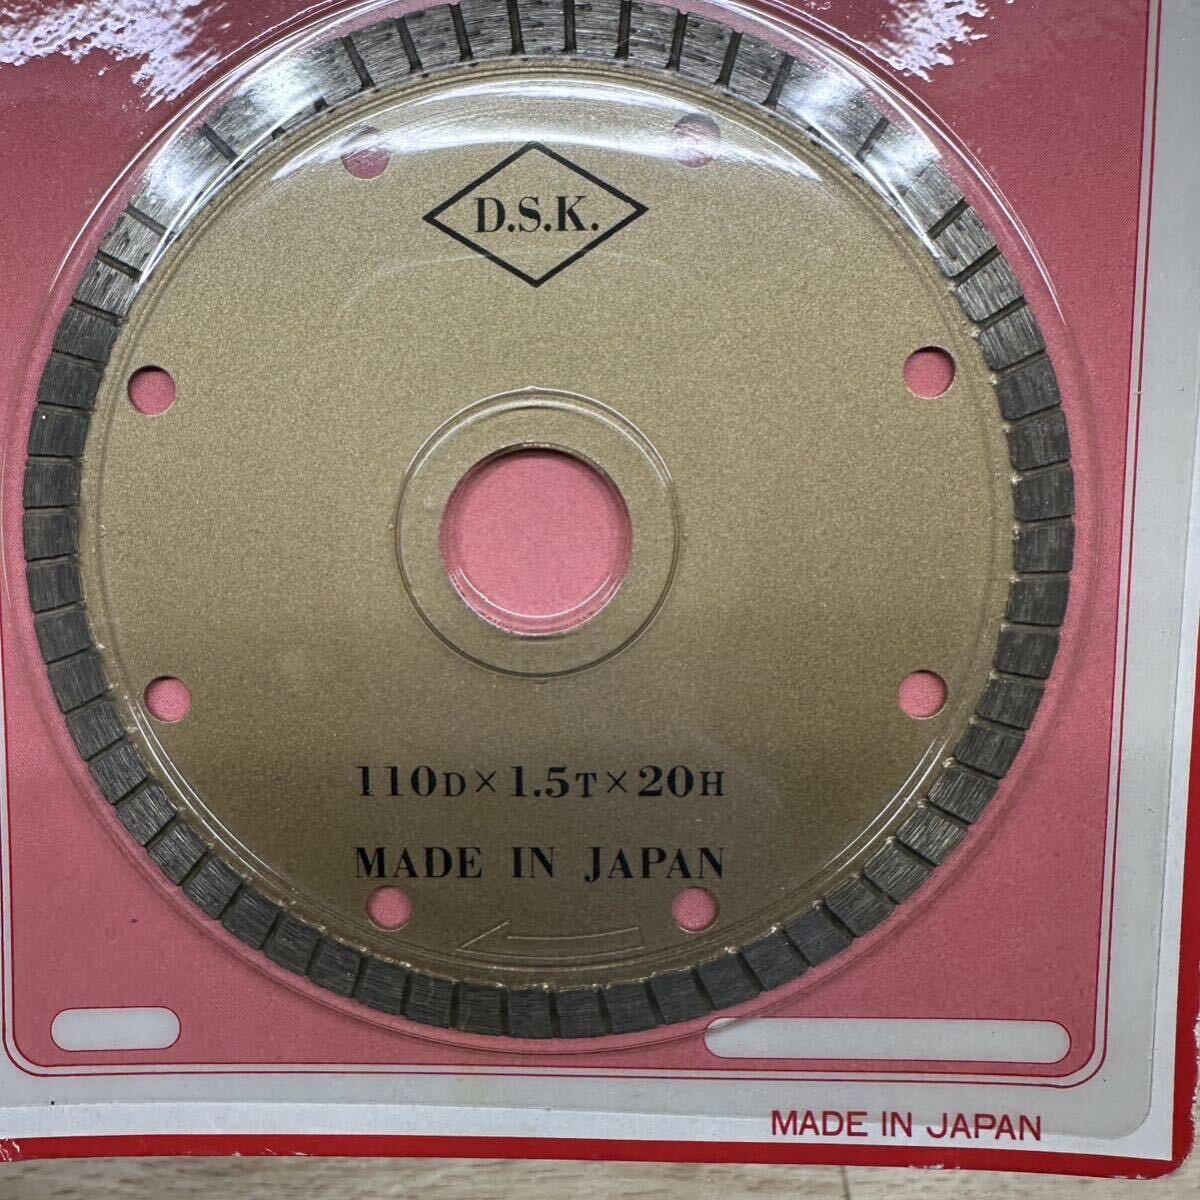 D.S.K.
110D×1.5T×20H
MADE IN JAPAN
MADE IN JAPAN